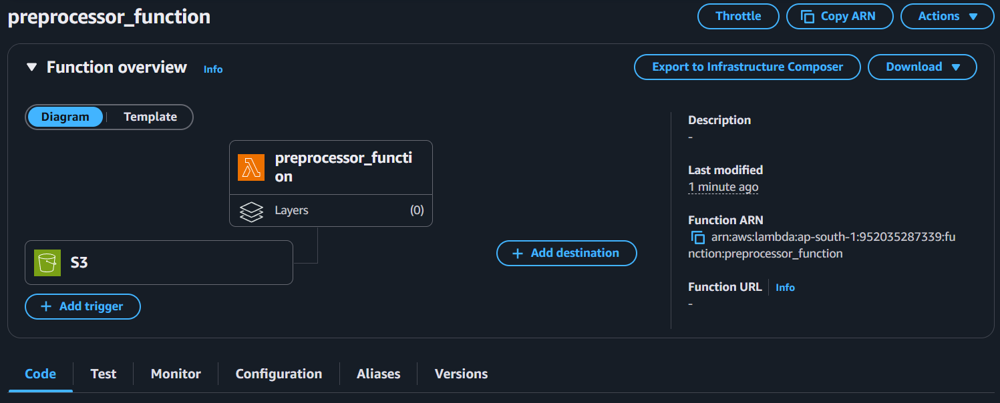 preprocessor_function
Throttle
Copy ARN
Actions
Function overview
Info
Export to Infrastructure Composer
Download
Diagram
Template
preprocessor_functi
on
Layers
(0)
S3
Add trigger
Add destination
Description
-
Last modified
1 minute ago
Function ARN
arn:aws:lambda:ap-south-1:952035287339:fu
nction:preprocessor_function
Function URL
Info
-
Code
Test
Monitor
Configuration
Aliases
Versions